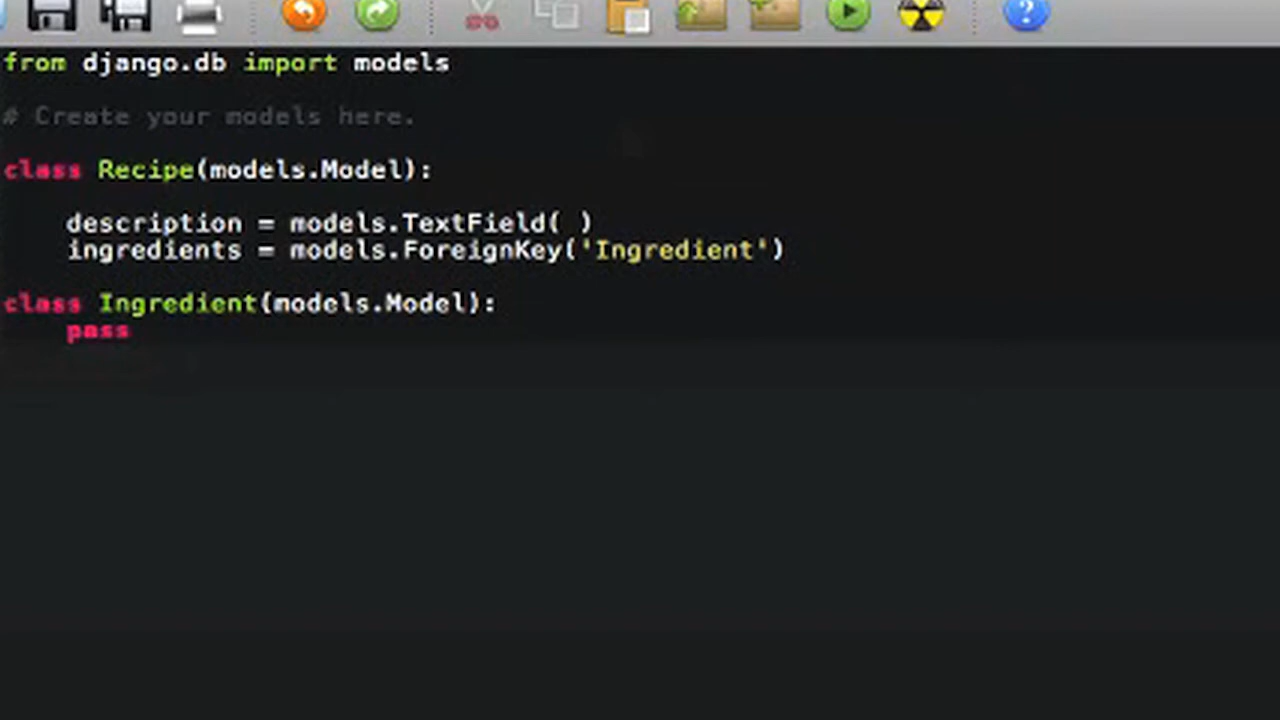 from django.db import models
# Create your models here.
class Recipe(models.Model):
    description = models.TextField( )
    ingredients = models.ForeignKey('Ingredient')
class Ingredient(models.Model):
    pass